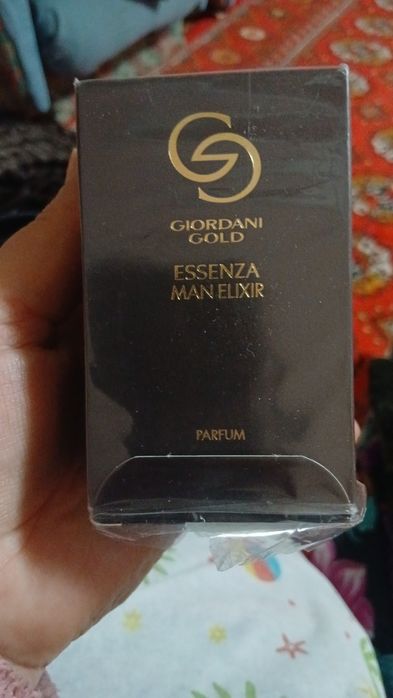 GIORDANI
GOLD
ESSENZA
MAN ELIXIR
PARFUM